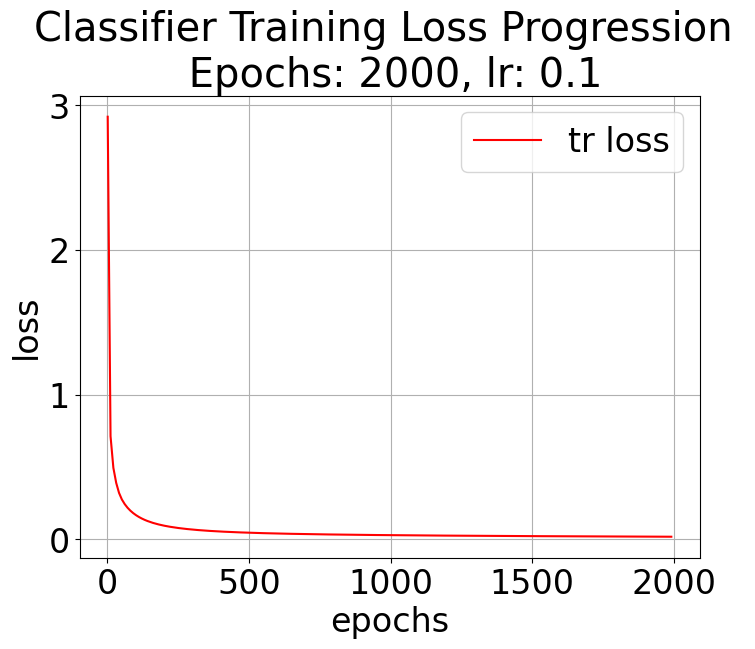 Classifier Training Loss Progression
Epochs: 2000, lr: 0.1
3
2
1
0
loss
tr loss
0 500 1000 1500 2000
epochs